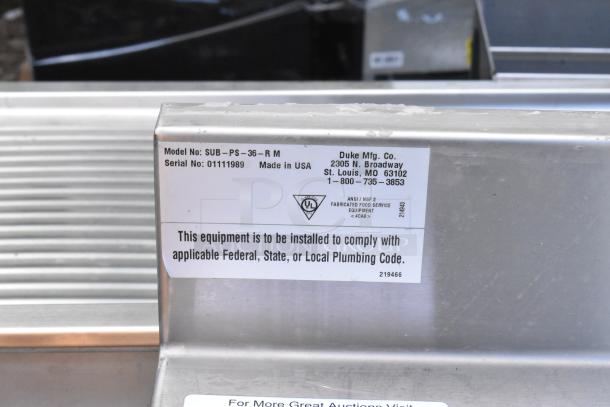 Model No: SUB-PS-36-R M
Serial No: 01111989 Made in USA
Duke Mfg. Co.
2305 N. Broadway
St. Louis, MO 63102
1-800-735-3853
UL
ANSI / NSF 2
FABRICATED FOOD SERVICE
EQUIPMENT
< 4CA8 >
214943
This equipment is to be installed to comply with
applicable Federal, State, or Local Plumbing Code.
219466
For More Great Auctions Visit